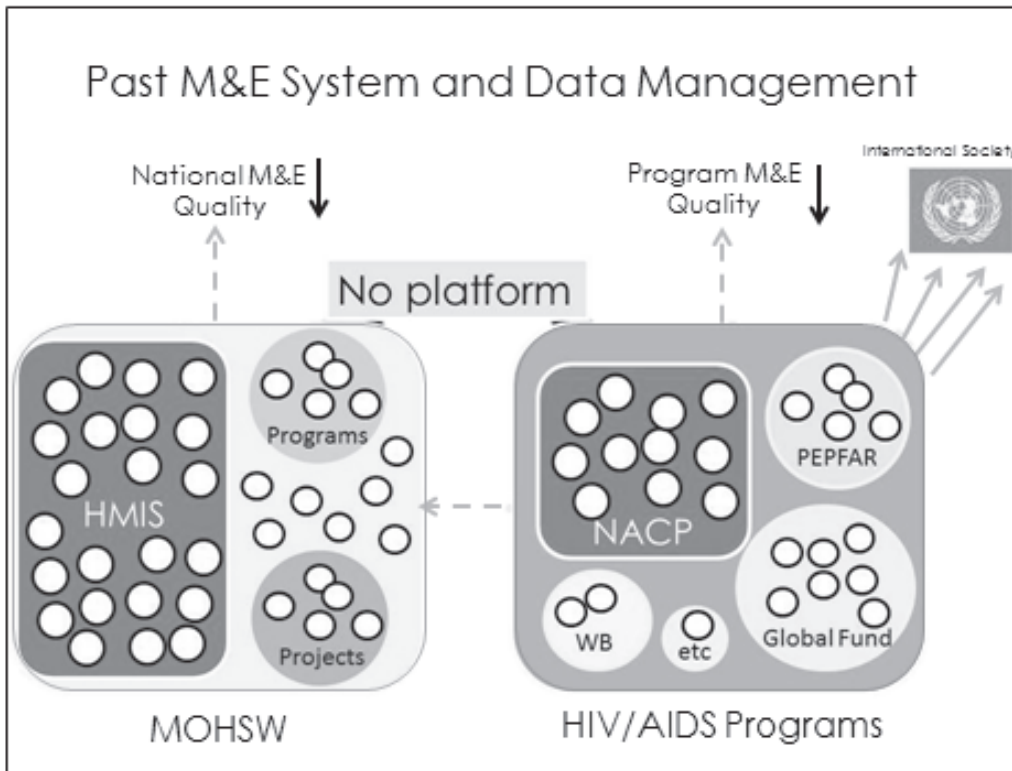 Past M&E System and Data Management
International Society
National M&E
Quality
Program M&E
Quality
No platform
Programs
HMIS
Projects
MOHSW
PEPFAR
NACP
WB
etc
Global Fund
HIV/AIDS Programs